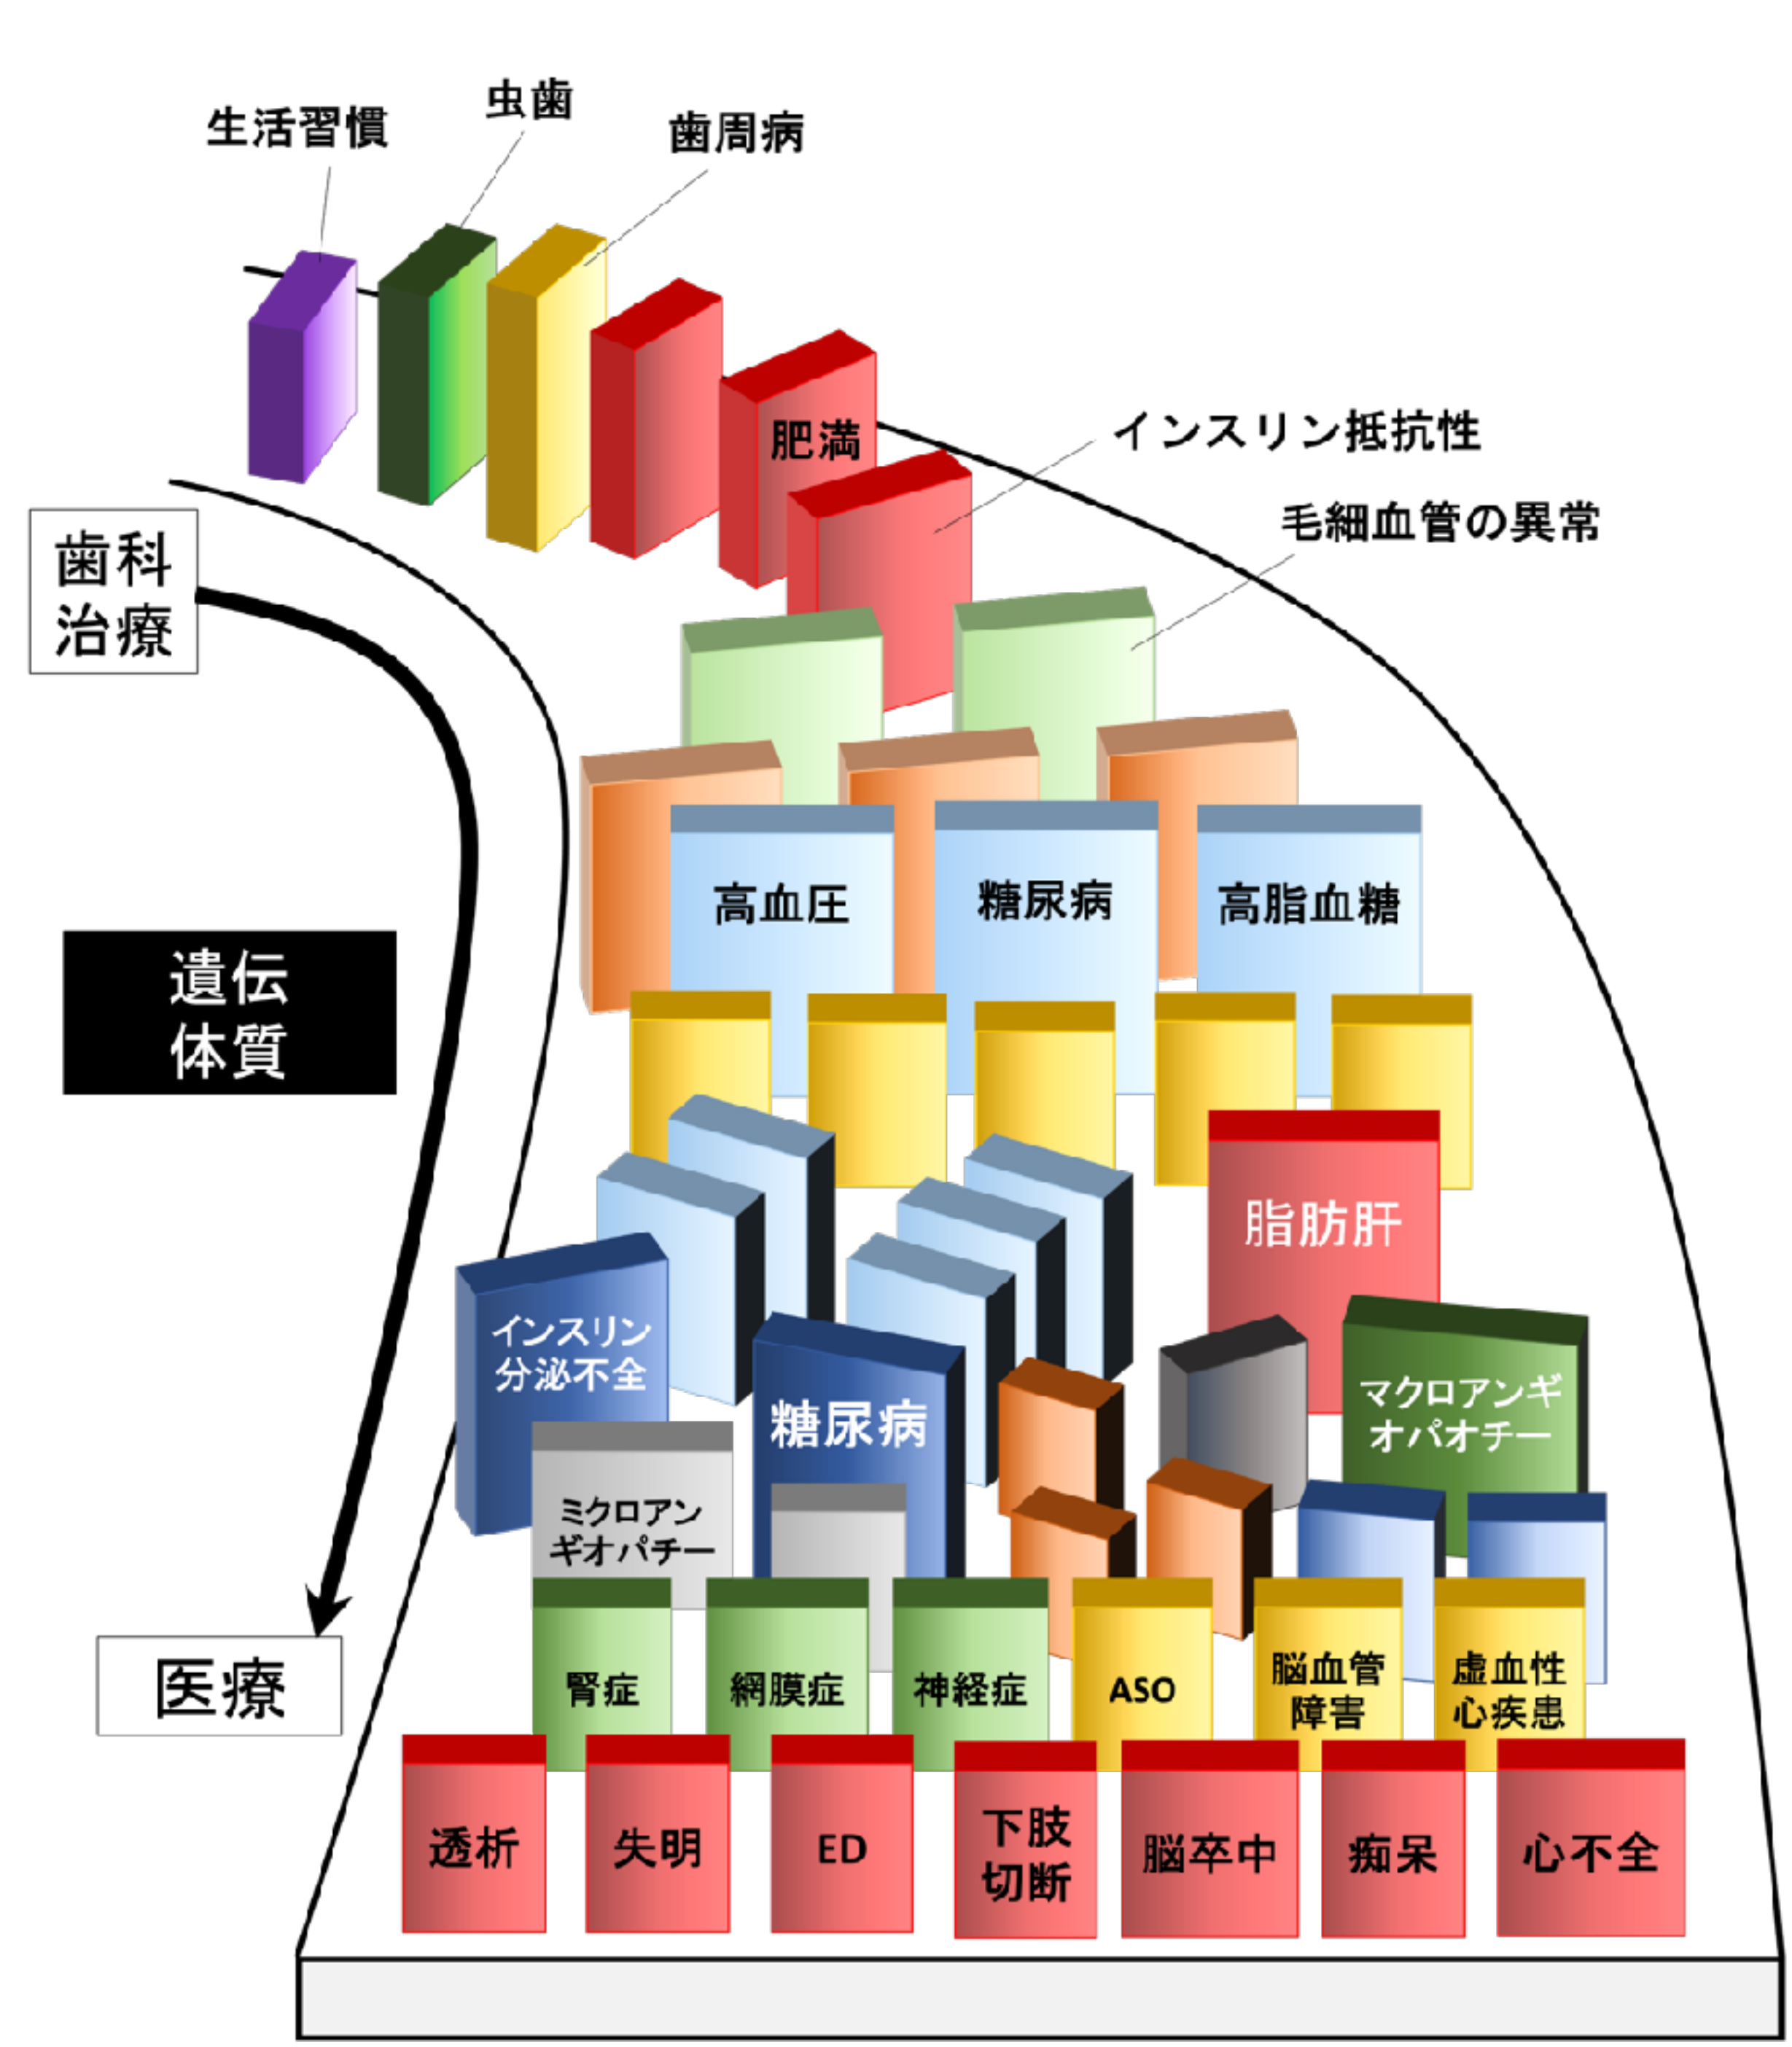 生活習慣
虫歯
歯周病
肥満
インスリン抵抗性
毛細血管の異常
歯科
治療
高血圧
糖尿病
高脂血糖
遺伝
体質
脂肪肝
インスリン
分泌不全
糖尿病
マクロアンギ
オパオチー
ミクロアン
ギオパチー
医療
腎症
網膜症
神経症
ASO
脳血管
障害
虚血性
心疾患
透析
失明
ED
下肢
切断
脳卒中
痴呆
心不全